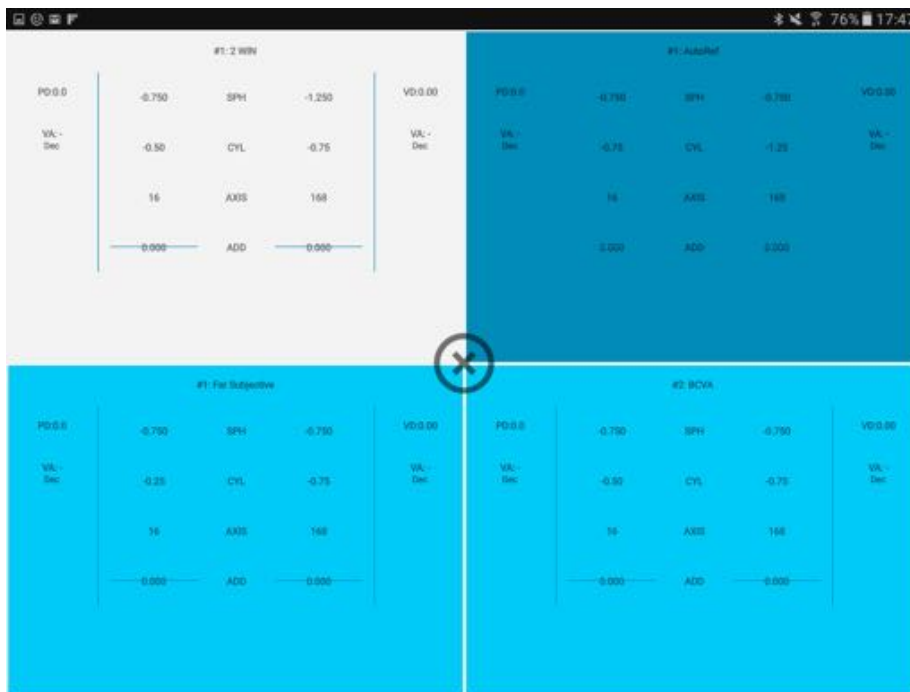 76% 17:47
#1: 2 WIN
PD:0.0 -0.750 SPH -1.250 VD:0.00
VA: - VA: -
Dec -0.50 CYL -0.75 Dec
16 AXIS 168
0.000 ADD 0.000
#1: AutoRef
PD:0.0 -0.750 SPH -0.750 VD:0.00
VA: - VA: -
Dec -0.75 CYL -1.25 Dec
16 AXIS 168
0.000 ADD 0.000
#1: Far Subjective
PD:0.0 -0.750 SPH -0.750 VD:0.00
VA: - VA: -
Dec -0.25 CYL -0.75 Dec
16 AXIS 168
0.000 ADD 0.000
#2: BCVA
PD:0.0 -0.750 SPH -0.750 VD:0.00
VA: - VA: -
Dec -0.50 CYL -0.75 Dec
16 AXIS 168
0.000 ADD 0.000